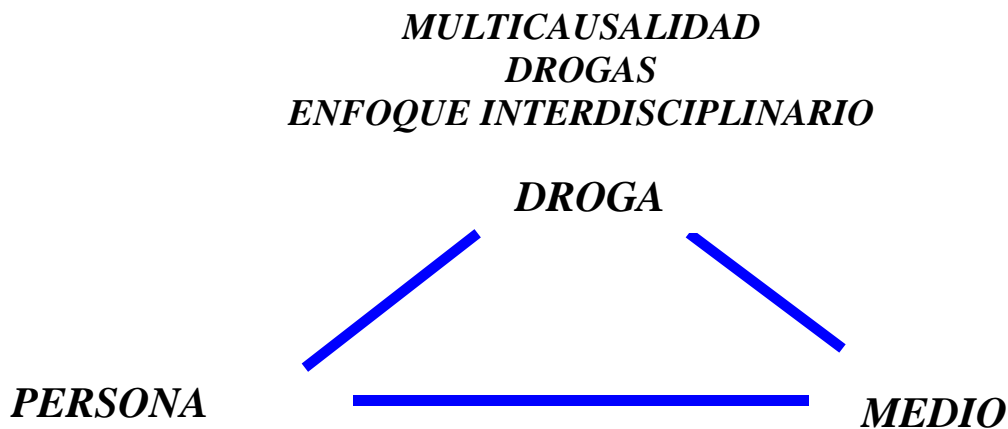 MULTICAUSALIDAD
DROGAS
ENFOQUE INTERDISCIPLINARIO
DROGA
PERSONA
MEDIO